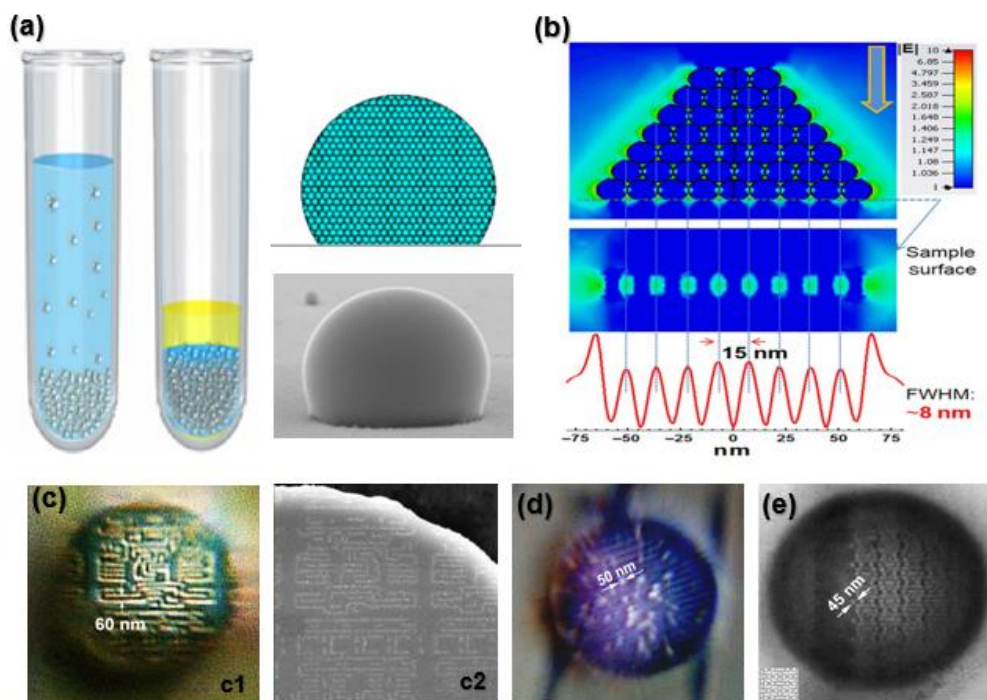 (a)
(b)
|E|
10
6.85
4.797
3.459
2.587
2.018
1.648
1.406
1.249
1.147
1.08
1.036
1
Sample
surface
15 nm
FWHM:
~8 nm
-75
-50
-25
0
25
50
75
nm
(c)
c1
60 nm
c2
(d)
50 nm
(e)
45 nm